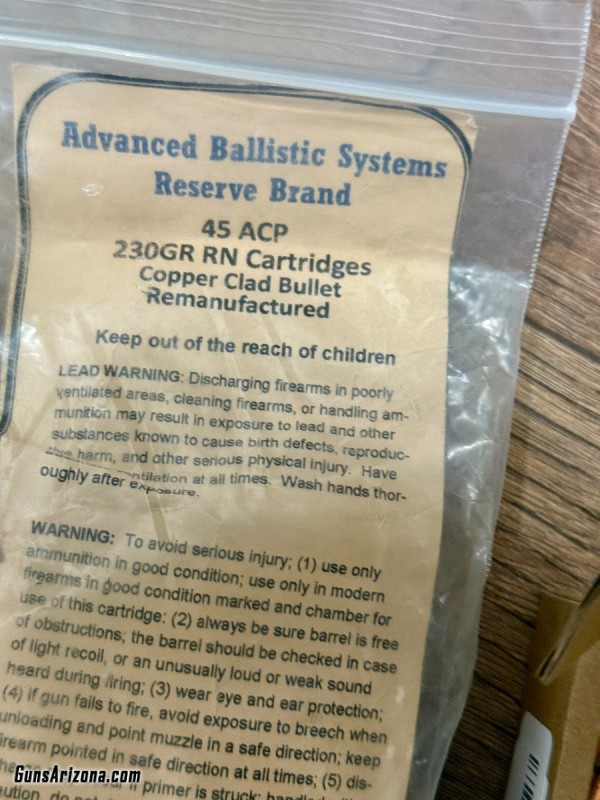 Advanced Ballistic Systems
Reserve Brand
45 ACP
230GR RN Cartridges
Copper Clad Bullet
Remanufactured
Keep out of the reach of children
LEAD WARNING: Discharging firearms in poorly
ventilated areas, cleaning firearms, or handling am-
munition may result in exposure to lead and other
substances known to cause birth defects, reproduc-
harm, and other serious physical injury. Have
at all times. Wash hands thor-
oughly after exposure.
WARNING: To avoid serious injury; (1) use only
ammunition in good condition; use only in modern
firearms in good condition marked and chamber for
use of this cartridge: (2) always be sure barrel is free
of obstructions; the barrel should be checked in case
of light recoil, or an unusually loud or weak sound
heard during firing; (3) wear eye and ear protection;
(4) if gun fails to fire, avoid exposure to breech when
unloading and point muzzle in a safe direction; keep
firearm pointed in safe direction at all times; (5) dis-
if primer is struck;
GunsArizona.com